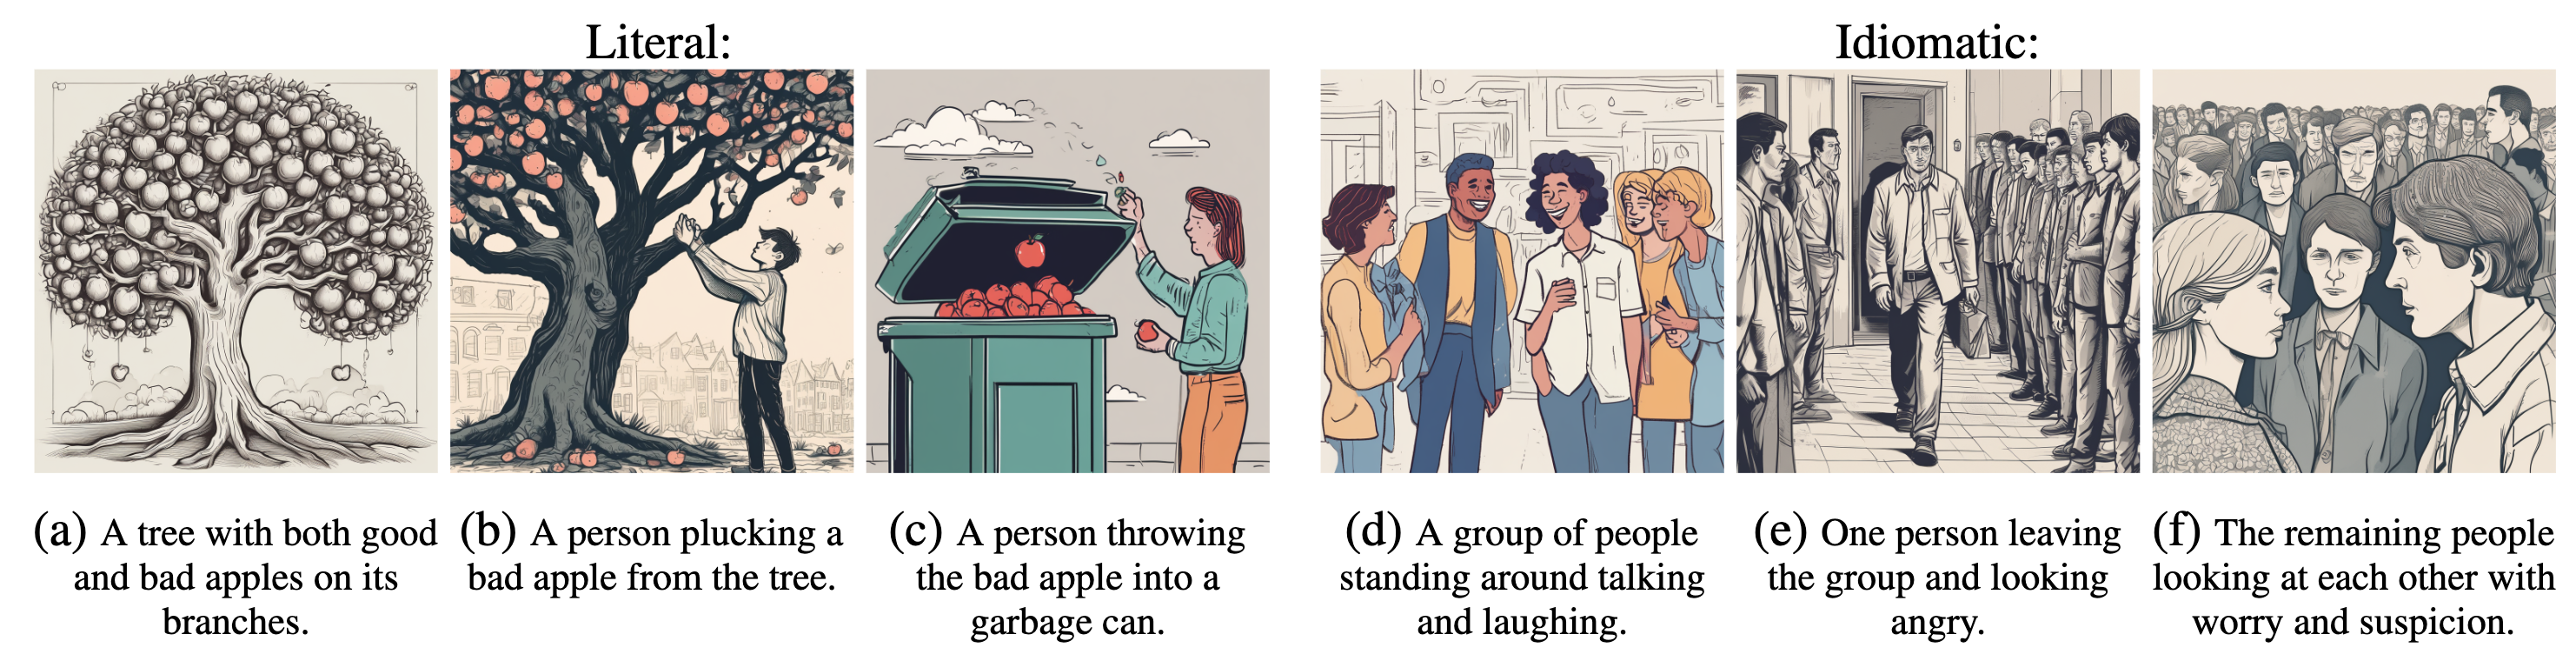 Literal:
Idiomatic:
(a) A tree with both good
and bad apples on its
branches.
(b) A person plucking a
bad apple from the tree.
(c) A person throwing
the bad apple into a
garbage can.
(d) A group of people
standing around talking
and laughing.
(e) One person leaving
the group and looking
angry.
(f) The remaining people
looking at each other with
worry and suspicion.